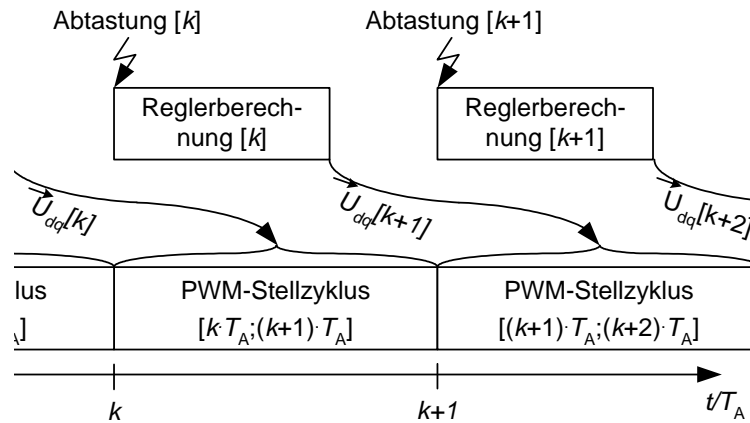 Abtastung [k]
Abtastung [k+1]
Reglerberech-
nung [k]
Reglerberech-
nung [k+1]
U_dq[k]
U_dq[k+1]
U_dq[k+2]
lus
PWM-Stellzyklus
PWM-Stellzyklus
A]
[k·T_A;(k+1)·T_A]
[(k+1)·T_A;(k+2)·T_A]
k
k+1
t/T_A